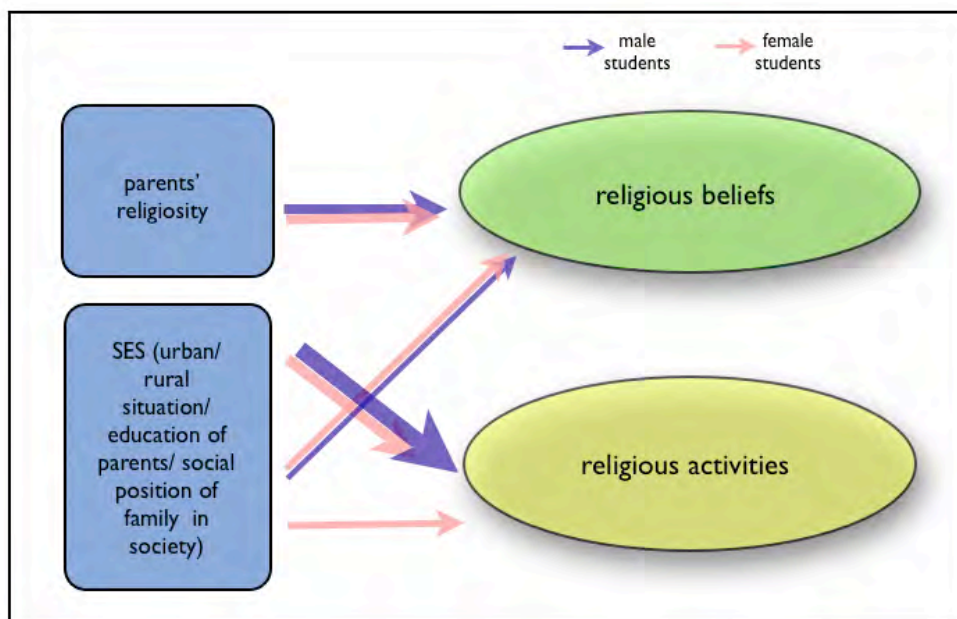 male
students
female
students
parents'
religiosity
religious beliefs
SES (urban/
rural
situation/
education of
parents/ social
position of
family in
society)
religious activities